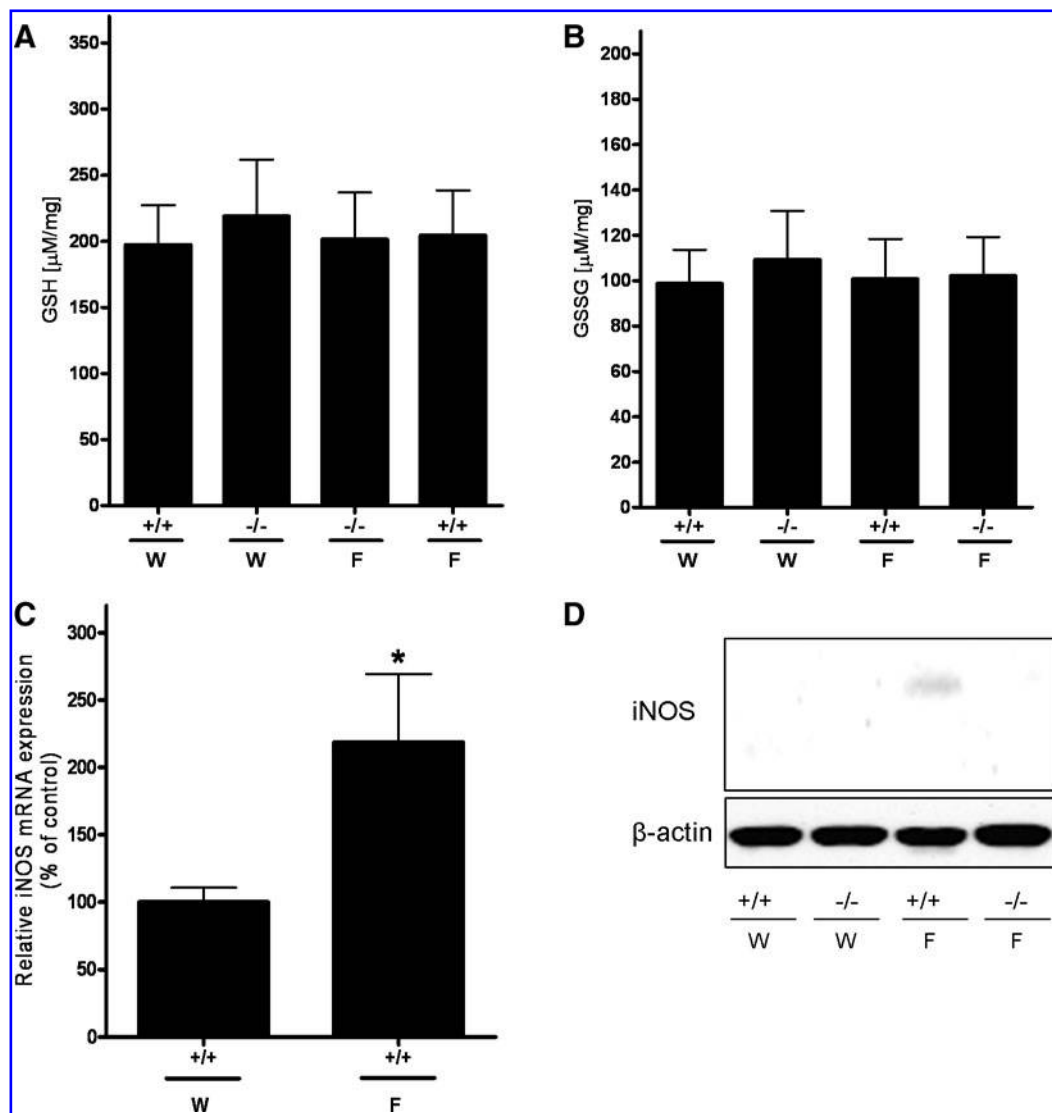 A
350
300
250
200
150
100
50
0
GSH [μM/mg]
+/+ -/- -/- +/+
W W F F
B
200
180
160
140
120
100
80
60
40
20
0
GSSG [μM/mg]
+/+ -/- +/+ -/-
W W F F
C
300
250
200
150
100
50
0
Relative iNOS mRNA expression
(% of control)
*
+/+ +/+
W F
D
iNOS
β-actin
+/+ -/- +/+ -/-
W W F F